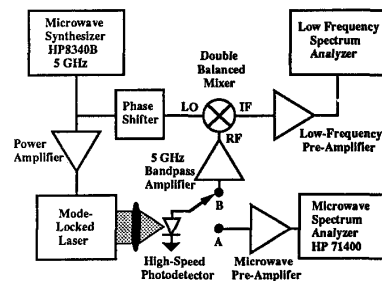 Microwave
Synthesizer
HP8340B
5 GHz
Power
Amplifier
Mode-
Locked
Laser
Phase
Shifter
Double
Balanced
Mixer
LO
IF
RF
5 GHz
Bandpass
Amplifier
B
A
High-Speed
Photodetector
Low Frequency
Spectrum
Analyzer
Low-Frequency
Pre-Amplifier
Microwave
Pre-Amplifier
Microwave
Spectrum
Analyzer
HP 71400